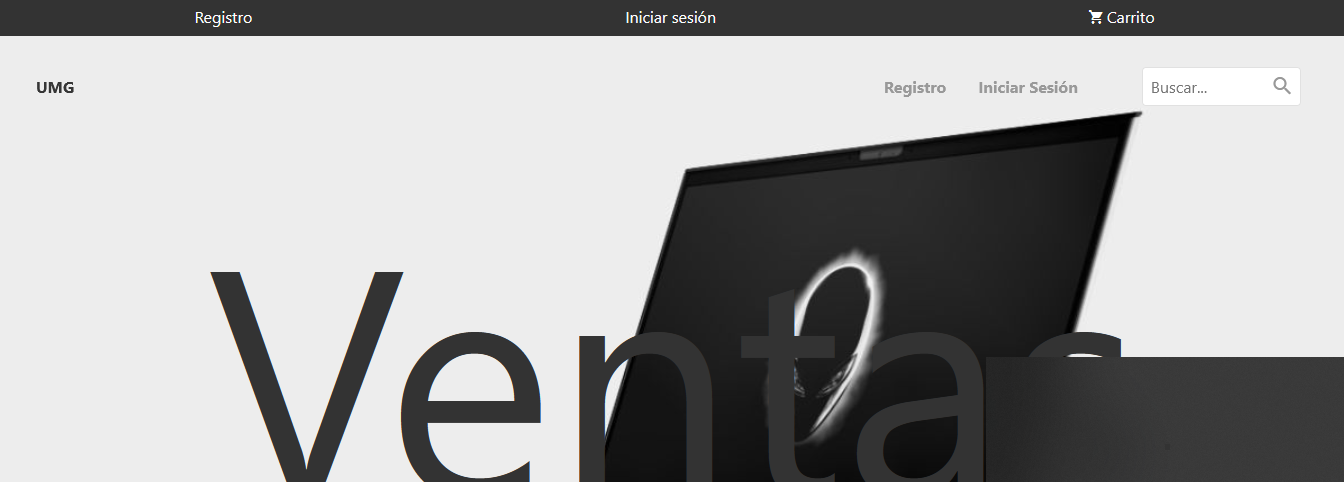 Registro
Iniciar sesión
Carrito
UMG
Registro
Iniciar Sesión
Buscar...
Ventas